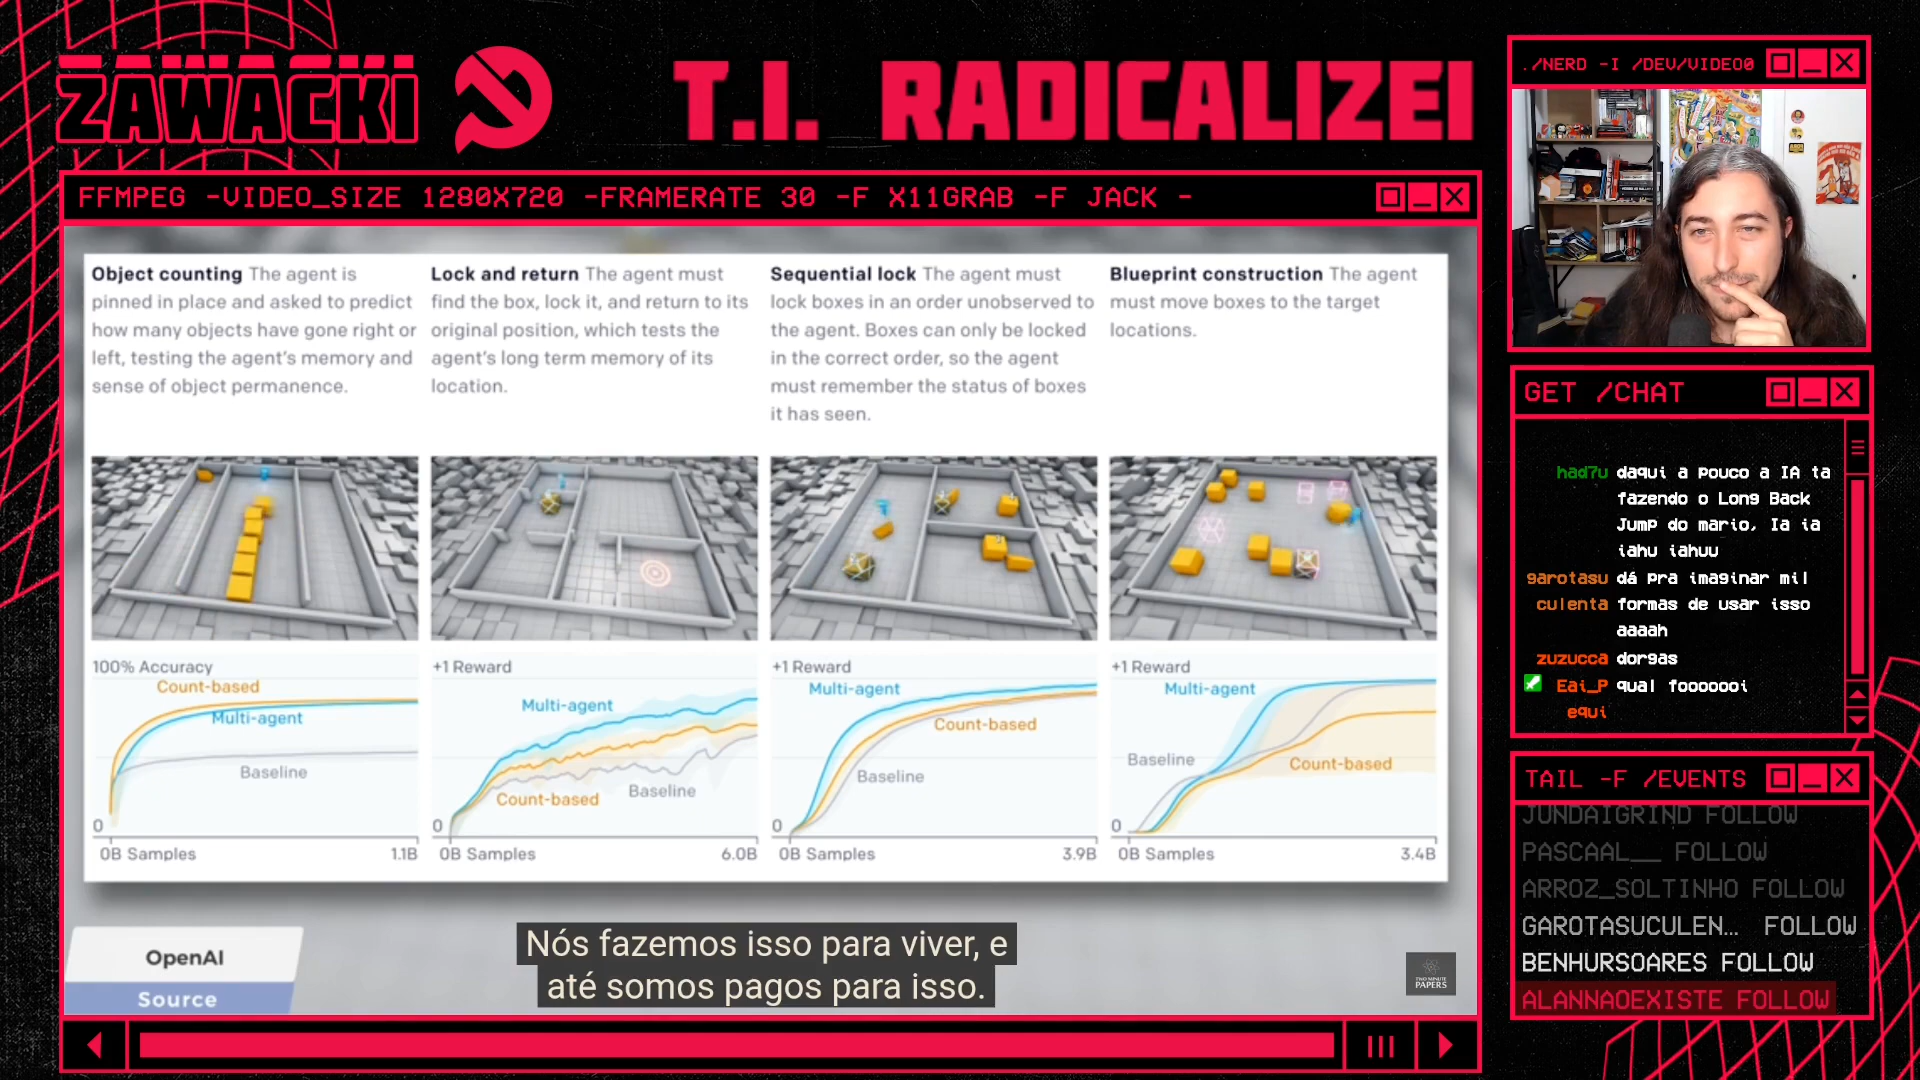 ZAWACKI
T.I. RADICALIZEI
./NERD -I /DEV/VIDEO0
FFMPEG -VIDEO_SIZE 1280X720 -FRAMERATE 30 -F X11GRAB -F JACK -
Object counting The agent is
pinned in place and asked to predict
how many objects have gone right or
left, testing the agent's memory and
sense of object permanence.
Lock and return The agent must
find the box, lock it, and return to its
original position, which tests the
agent's long term memory of its
location.
Sequential lock The agent must
lock boxes in an order unobserved to
the agent. Boxes can only be locked
in the correct order, so the agent
must remember the status of boxes
it has seen.
Blueprint construction The agent
must move boxes to the target
locations.
100% Accuracy
Count-based
Multi-agent
Baseline
0
0B Samples 1.1B
+1 Reward
Multi-agent
Count-based
Baseline
0
0B Samples 6.0B
+1 Reward
Multi-agent
Count-based
Baseline
0
0B Samples 3.9B
+1 Reward
Multi-agent
Baseline
Count-based
0
0B Samples 3.4B
OpenAI
Source
Nós fazemos isso para viver, e
até somos pagos para isso.
TWO MINUTE
PAPERS
GET /CHAT
had7u daqui a pouco a IA ta
fazendo o Long Back
Jump do mario, Ia ia
iahu iahuu
garotasu dá pra imaginar mil
culenta formas de usar isso
aaaah
zuzucca dorgas
Eai_P qual fooooooi
equi
TAIL -F /EVENTS
JUNDAIGRIND FOLLOW
PASCAAL__ FOLLOW
ARROZ_SOLTINHO FOLLOW
GAROTASUCULEN... FOLLOW
BENHURSOARES FOLLOW
ALANNAOEXISTE FOLLOW